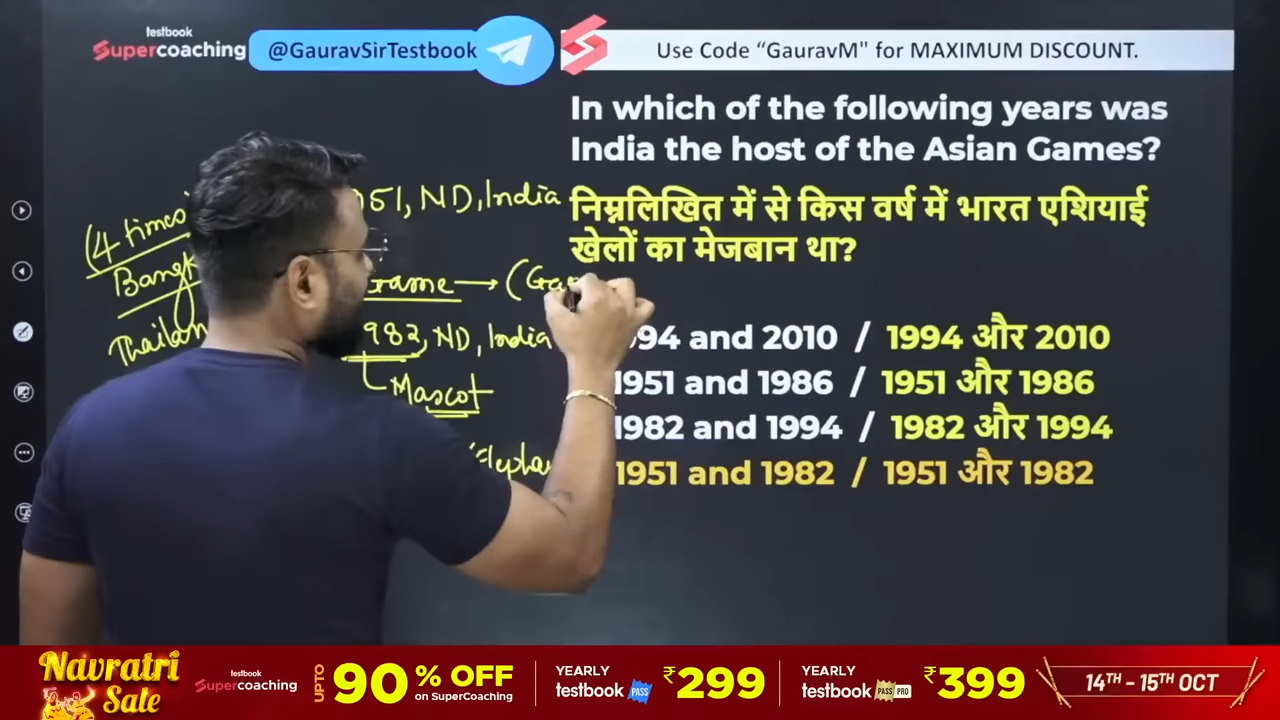 testbook
Supercoaching
@GauravSirTestbook
Use Code “GauravM" for MAXIMUM DISCOUNT.
In which of the following years was
India the host of the Asian Games?
निम्नलिखित में से किस वर्ष में भारत एशियाई
खेलों का मेजबान था?
94 and 2010 / 1994 और 2010
1951 and 1986 / 1951 और 1986
1982 and 1994 / 1982 और 1994
1951 and 1982 / 1951 और 1982
(4 times
51, ND, India
Game → (Ga
982, ND, India
Mascot
Navratri
Sale
testbook
Supercoaching
UPTO 90% OFF
on SuperCoaching
YEARLY
testbook PASS
₹299
YEARLY
testbook PASS PRO
₹399
14TH - 15TH OCT